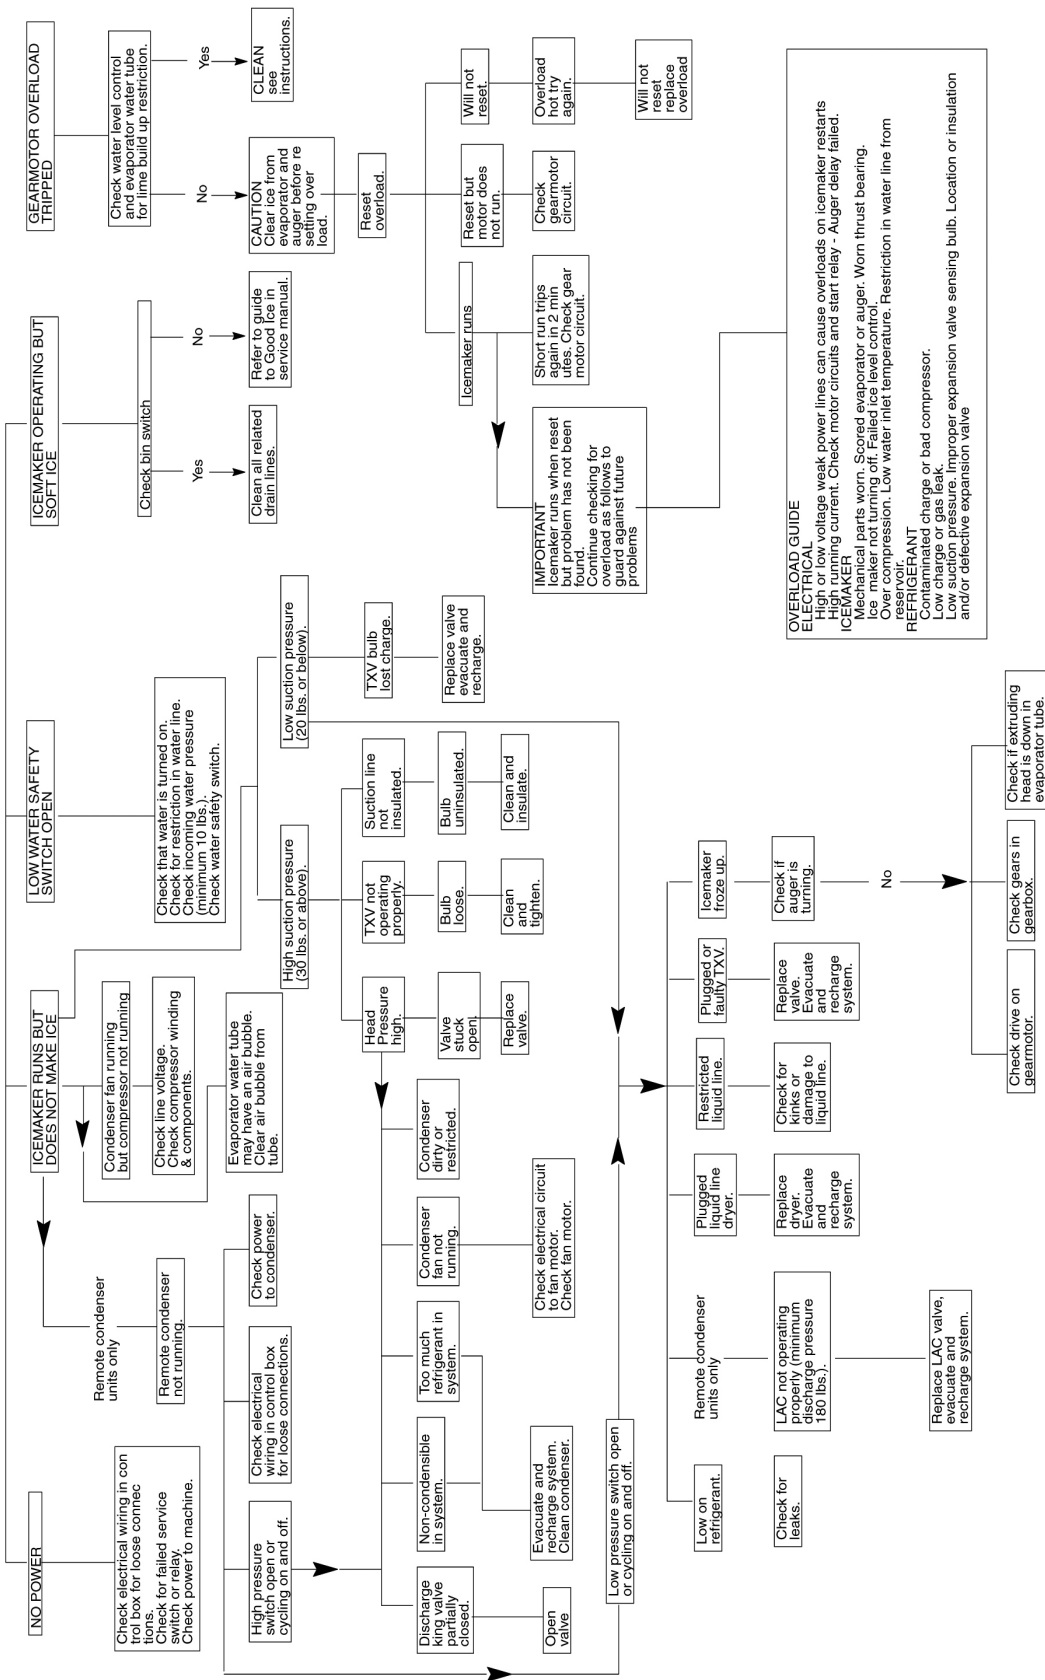 NO POWER
Check electrical wiring in con
trol box for loose connec
tions.
Check for failed service
switch or relay.
Check power to machine.
ICEMAKER RUNS BUT
DOES NOT MAKE ICE
Remote condenser
units only
Remote condenser
not running.
Condenser fan running
but compressor not running
Check line voltage.
Check compressor winding
& components.
Evaporator water tube
may have an air bubble.
Clear air bubble from
tube.
High pressure
switch open or
cycling on and off.
Check electrical
wiring in control box
for loose connections.
Check power
to condenser.
Discharge
king valve
partially
closed.
Open
valve
Non-condensible
in system.
Too much
refrigerant in
system.
Evacuate and
recharge system.
Clean condenser.
Condenser
fan not
running.
Check electrical circuit
to fan motor.
Check fan motor.
Condenser
dirty or
restricted.
High suction pressure
(30 lbs. or above).
Head
Pressure
high.
Valve
stuck
open.
Replace
valve.
TXV not
operating
properly.
Bulb
loose.
Clean
and
tighten.
Suction line
not
insulated.
Bulb
uninsulated.
Clean and
insulate.
Low suction pressure
(20 lbs. or below).
TXV bulb
lost charge.
Replace valve
evacuate and
recharge.
Low pressure switch open
or cycling on and off.
Low on
refrigerant.
Check for
leaks.
Remote condenser
units only
LAC not operating
properly (minimum
discharge pressure
180 lbs.).
Replace LAC valve,
evacuate and
recharge system.
Plugged
liquid line
dryer.
Replace
dryer.
Evacuate
and
recharge
system.
Restricted
liquid line.
Check for
kinks or
damage to
liquid line.
Plugged or
faulty TXV.
Replace
valve.
Evacuate
and
recharge
system.
Icemaker
froze up.
Check if
auger is
turning.
No
Check drive on
gearmotor.
Check gears in
gearbox.
Check if extruding
head is down in
evaporator tube.
LOW WATER SAFETY
SWITCH OPEN
Check that water is turned on.
Check for restriction in water line.
Check incoming water pressure
(minimum 10 lbs.).
Check water safety switch.
ICEMAKER OPERATING BUT
SOFT ICE
Check bin switch
Yes
No
Clean all related
drain lines.
Refer to guide
to Good Ice in
service manual.
GEARMOTOR OVERLOAD
TRIPPED
Check water level control
and evaporator water tube
for lime build up restriction.
No
Yes
CAUTION
Clear ice from
evaporator and
auger before re
setting over
load.
CLEAN
see
instructions.
Reset
overload.
Icemaker runs
Reset but
motor does
not run.
Will not
reset.
Short run trips
again in 2 min
utes. Check gear
motor circuit.
Check
gearmotor
circuit.
Overload
hot try
again.
Will not
reset
replace
overload
IMPORTANT
Icemaker runs when reset
but problem has not been
found.
Continue checking for
overload as follows to
guard against future
problems
OVERLOAD GUIDE
ELECTRICAL
High or low voltage weak power lines can cause overloads on icemaker restarts
High running current. Check motor circuits and start relay - Auger delay failed.
ICEMAKER
Mechanical parts worn. Scored evaporator or auger. Worn thrust bearing.
Ice maker not turning off. Failed ice level control.
Over compression. Low water inlet temperature. Restriction in water line from
reservoir.
REFRIGERANT
Contaminated charge or bad compressor.
Low charge or gas leak.
Low suction pressure. Improper expansion valve sensing bulb. Location or insulation
and/or defective expansion valve